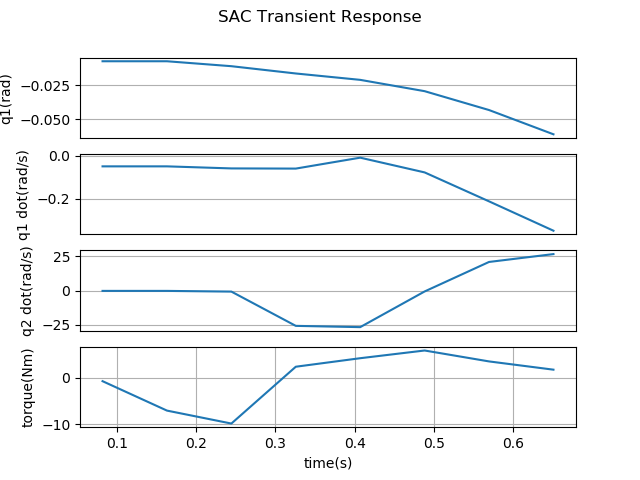 SAC Transient Response
q1(rad)
−0.025
−0.050
q1 dot(rad/s)
0.0
−0.2
q2 dot(rad/s)
25
0
−25
torque(Nm)
0
−10
0.1 0.2 0.3 0.4 0.5 0.6
time(s)